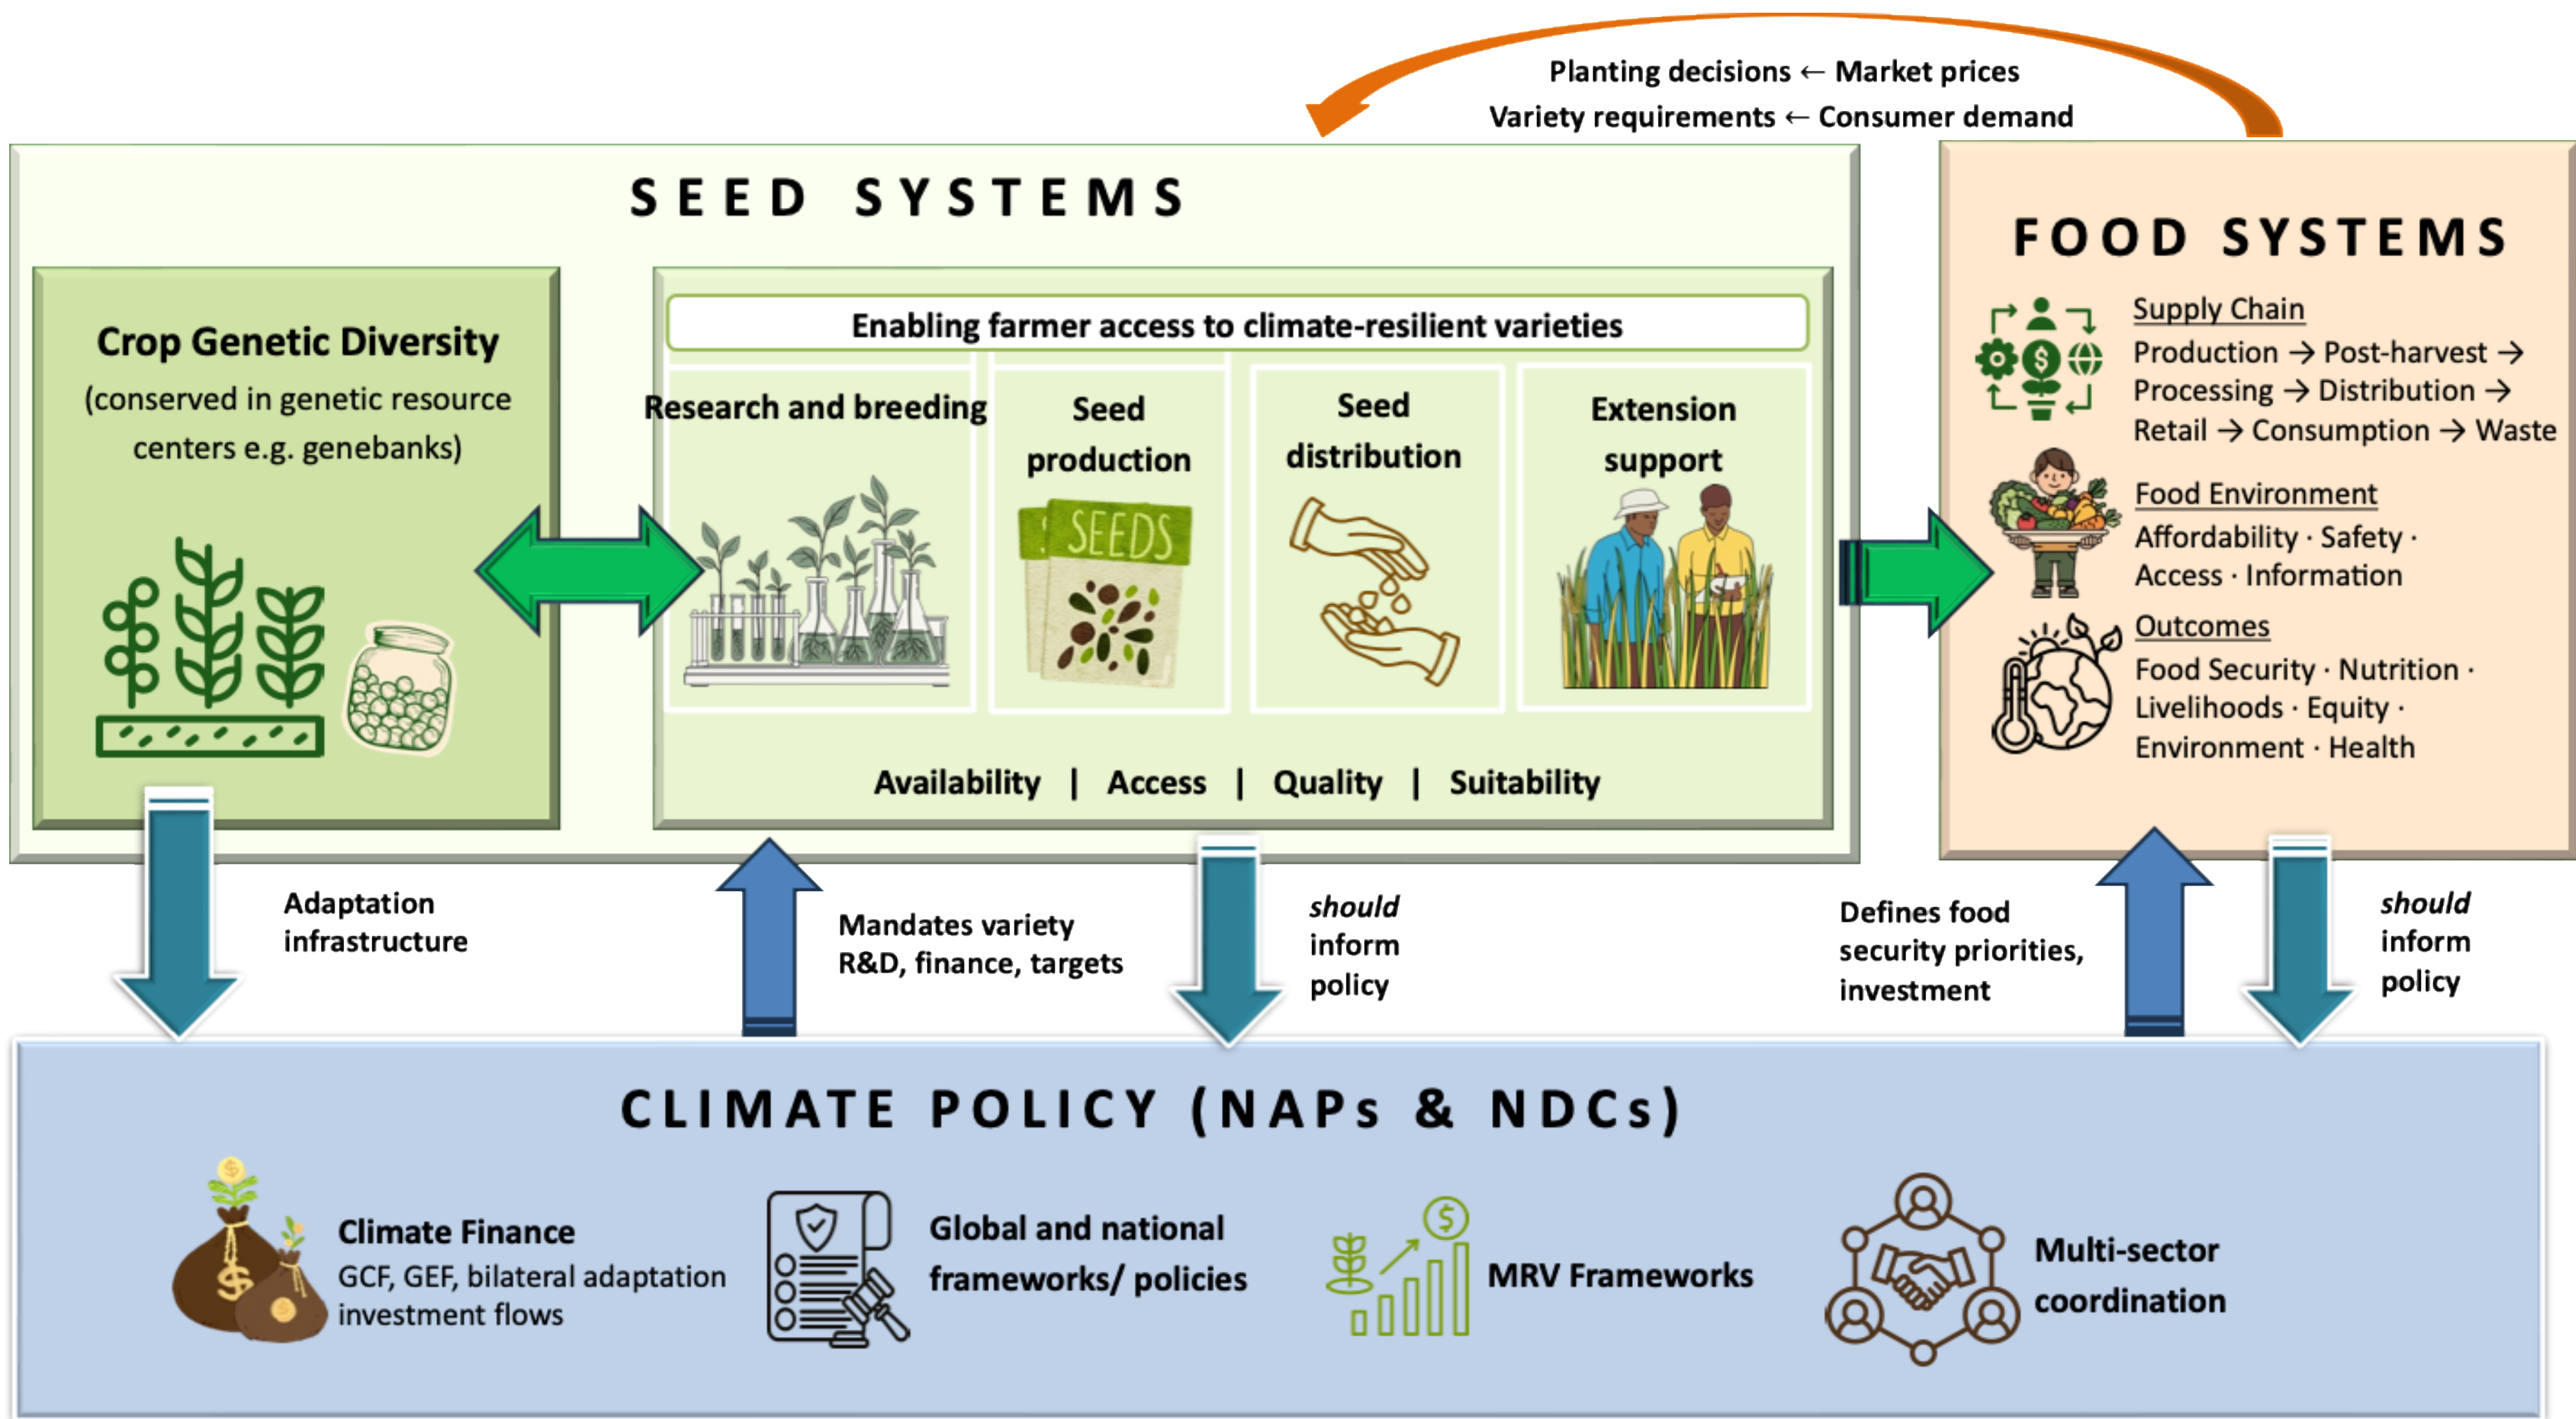 Planting decisions ← Market prices
Variety requirements ← Consumer demand
SEED SYSTEMS
Crop Genetic Diversity
(conserved in genetic resource
centers e.g. genebanks)
Enabling farmer access to climate-resilient varieties
Research and breeding
Seed
production
SEEDS
Seed
distribution
Extension
support
Availability | Access | Quality | Suitability
FOOD SYSTEMS
Supply Chain
Production → Post-harvest →
Processing → Distribution →
Retail → Consumption → Waste
Food Environment
Affordability · Safety ·
Access · Information
Outcomes
Food Security · Nutrition ·
Livelihoods · Equity ·
Environment · Health
Adaptation
infrastructure
Mandates variety
R&D, finance, targets
should
inform
policy
Defines food
security priorities,
investment
should
inform
policy
CLIMATE POLICY (NAPs & NDCs)
Climate Finance
GCF, GEF, bilateral adaptation
investment flows
Global and national
frameworks/ policies
MRV Frameworks
Multi-sector
coordination